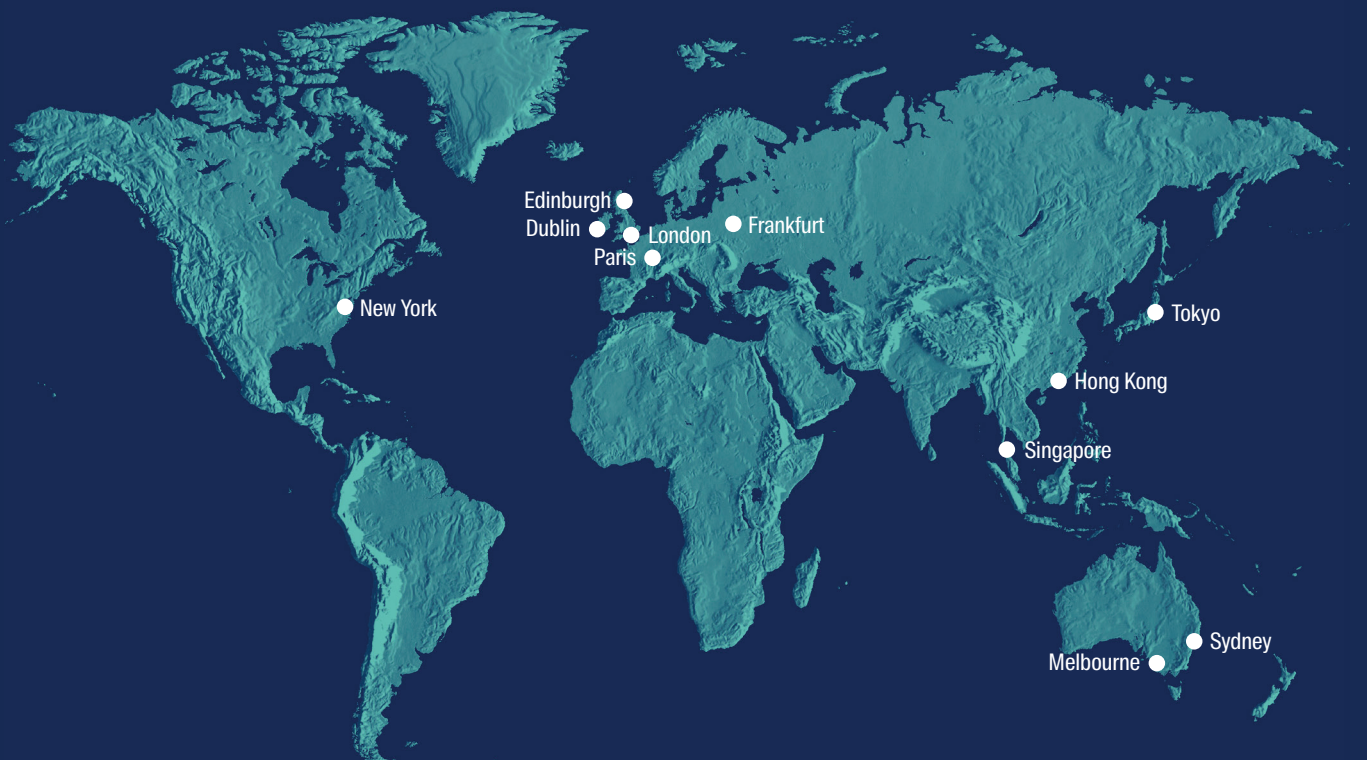 Edinburgh
Dublin
London
Frankfurt
Paris
New York
Tokyo
Hong Kong
Singapore
Sydney
Melbourne